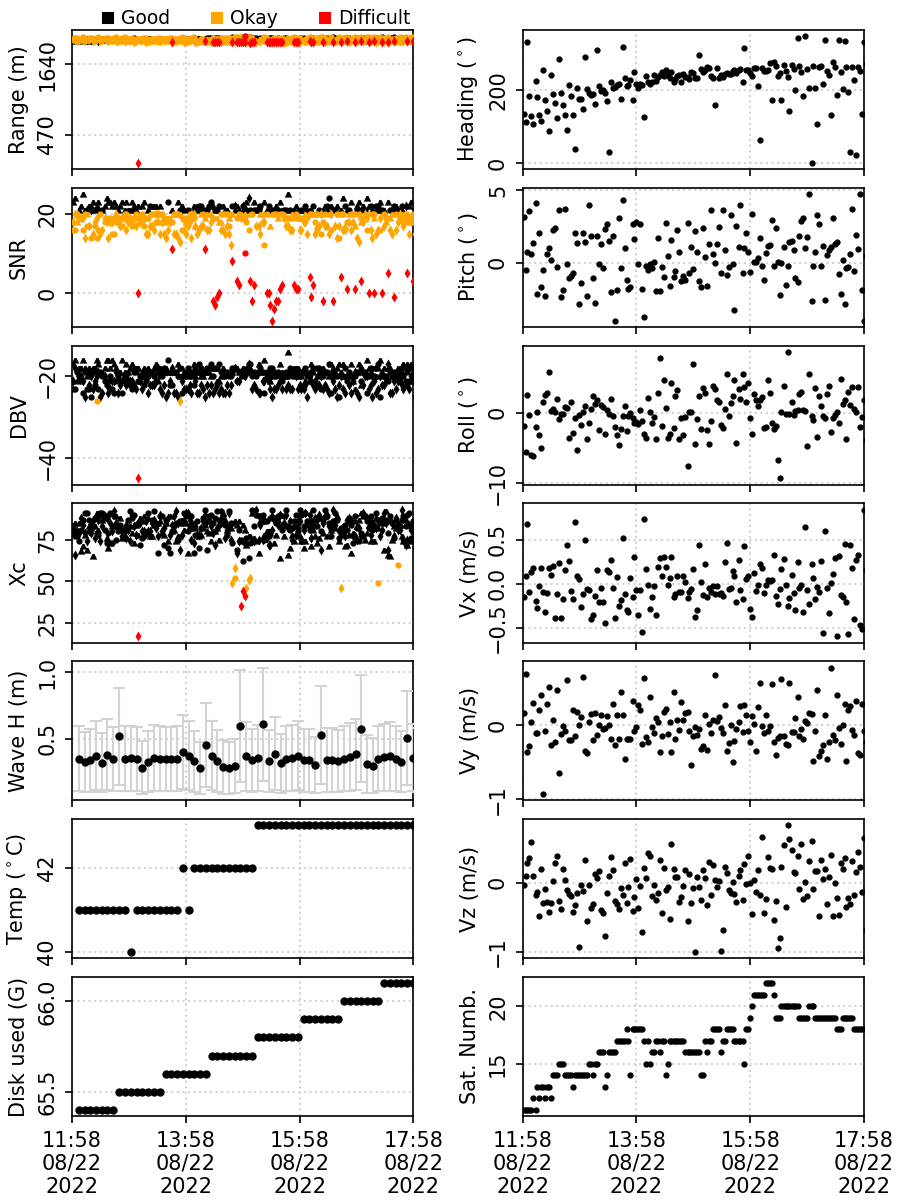 Good Okay Difficult
Range (m)
1640
470
Heading (°)
200
0
SNR
20
0
Pitch (°)
5
0
DBV
−20
−40
Roll (°)
0
−10
Xc
75
50
25
Vx (m/s)
0.5
0.0
−0.5
Wave H (m)
1.0
0.5
Vy (m/s)
0
−1
Temp (°C)
42
40
Vz (m/s)
0
−1
Disk used (G)
66.0
65.5
Sat. Numb.
20
15
11:58 13:58 15:58 17:58
08/22 08/22 08/22 08/22
2022 2022 2022 2022
11:58 13:58 15:58 17:58
08/22 08/22 08/22 08/22
2022 2022 2022 2022